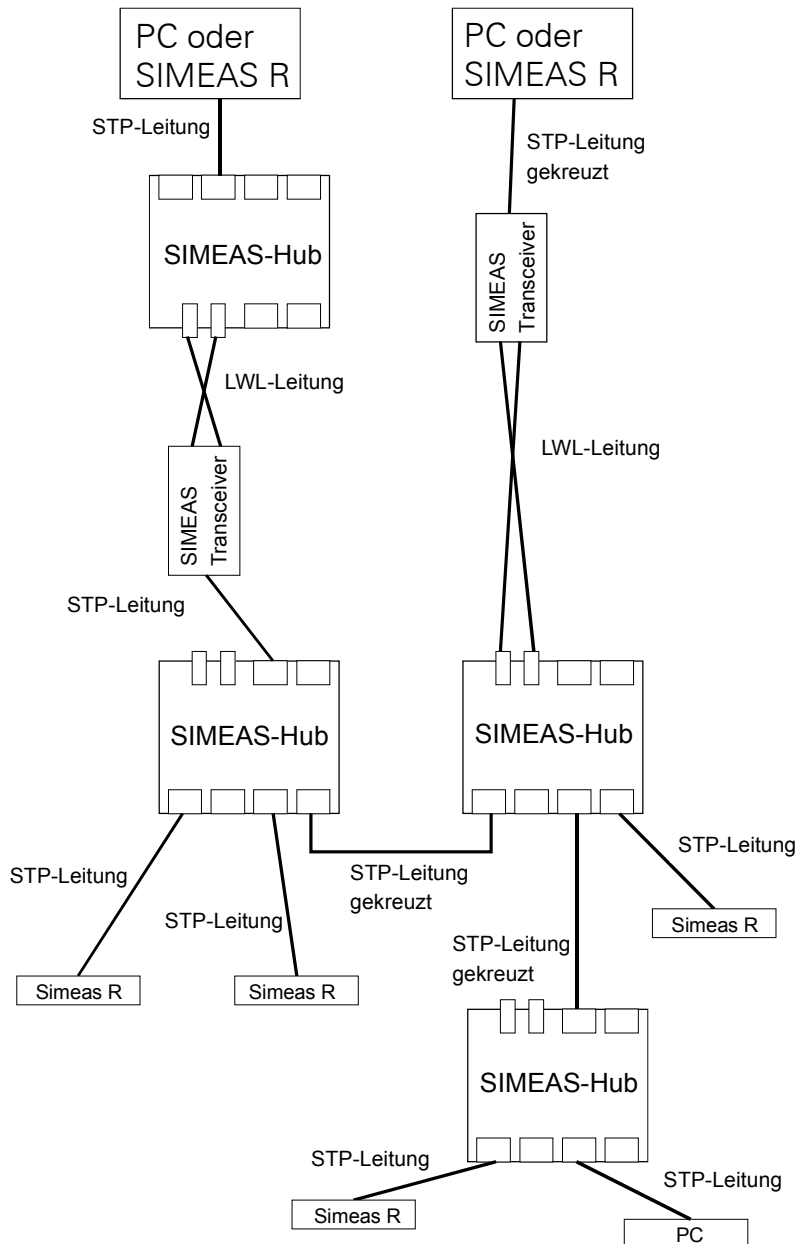 PC oder
SIMEAS R
PC oder
SIMEAS R
STP-Leitung
STP-Leitung
gekreuzt
SIMEAS-Hub
SIMEAS
Transceiver
LWL-Leitung
LWL-Leitung
SIMEAS
Transceiver
STP-Leitung
SIMEAS-Hub
SIMEAS-Hub
STP-Leitung
STP-Leitung
STP-Leitung
gekreuzt
STP-Leitung
Simeas R
STP-Leitung
gekreuzt
Simeas R
Simeas R
SIMEAS-Hub
STP-Leitung
STP-Leitung
Simeas R
PC